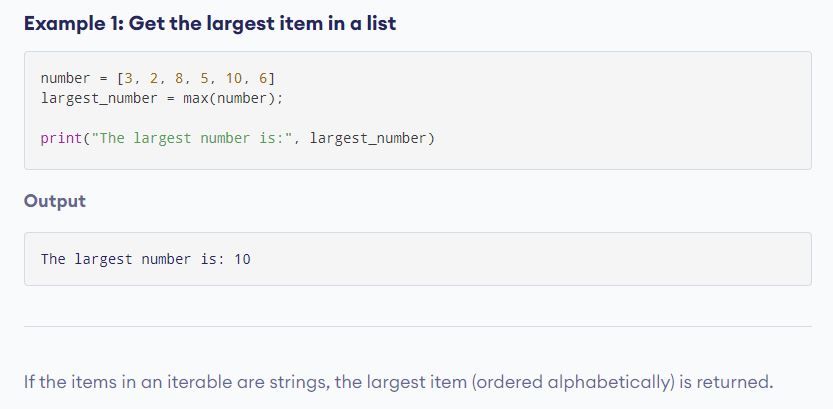 Example 1: Get the largest item in a list
number = [3, 2, 8, 5, 10, 6]
largest_number = max(number);
print("The largest number is:", largest_number)
Output
The largest number is: 10
If the items in an iterable are strings, the largest item (ordered alphabetically) is returned.